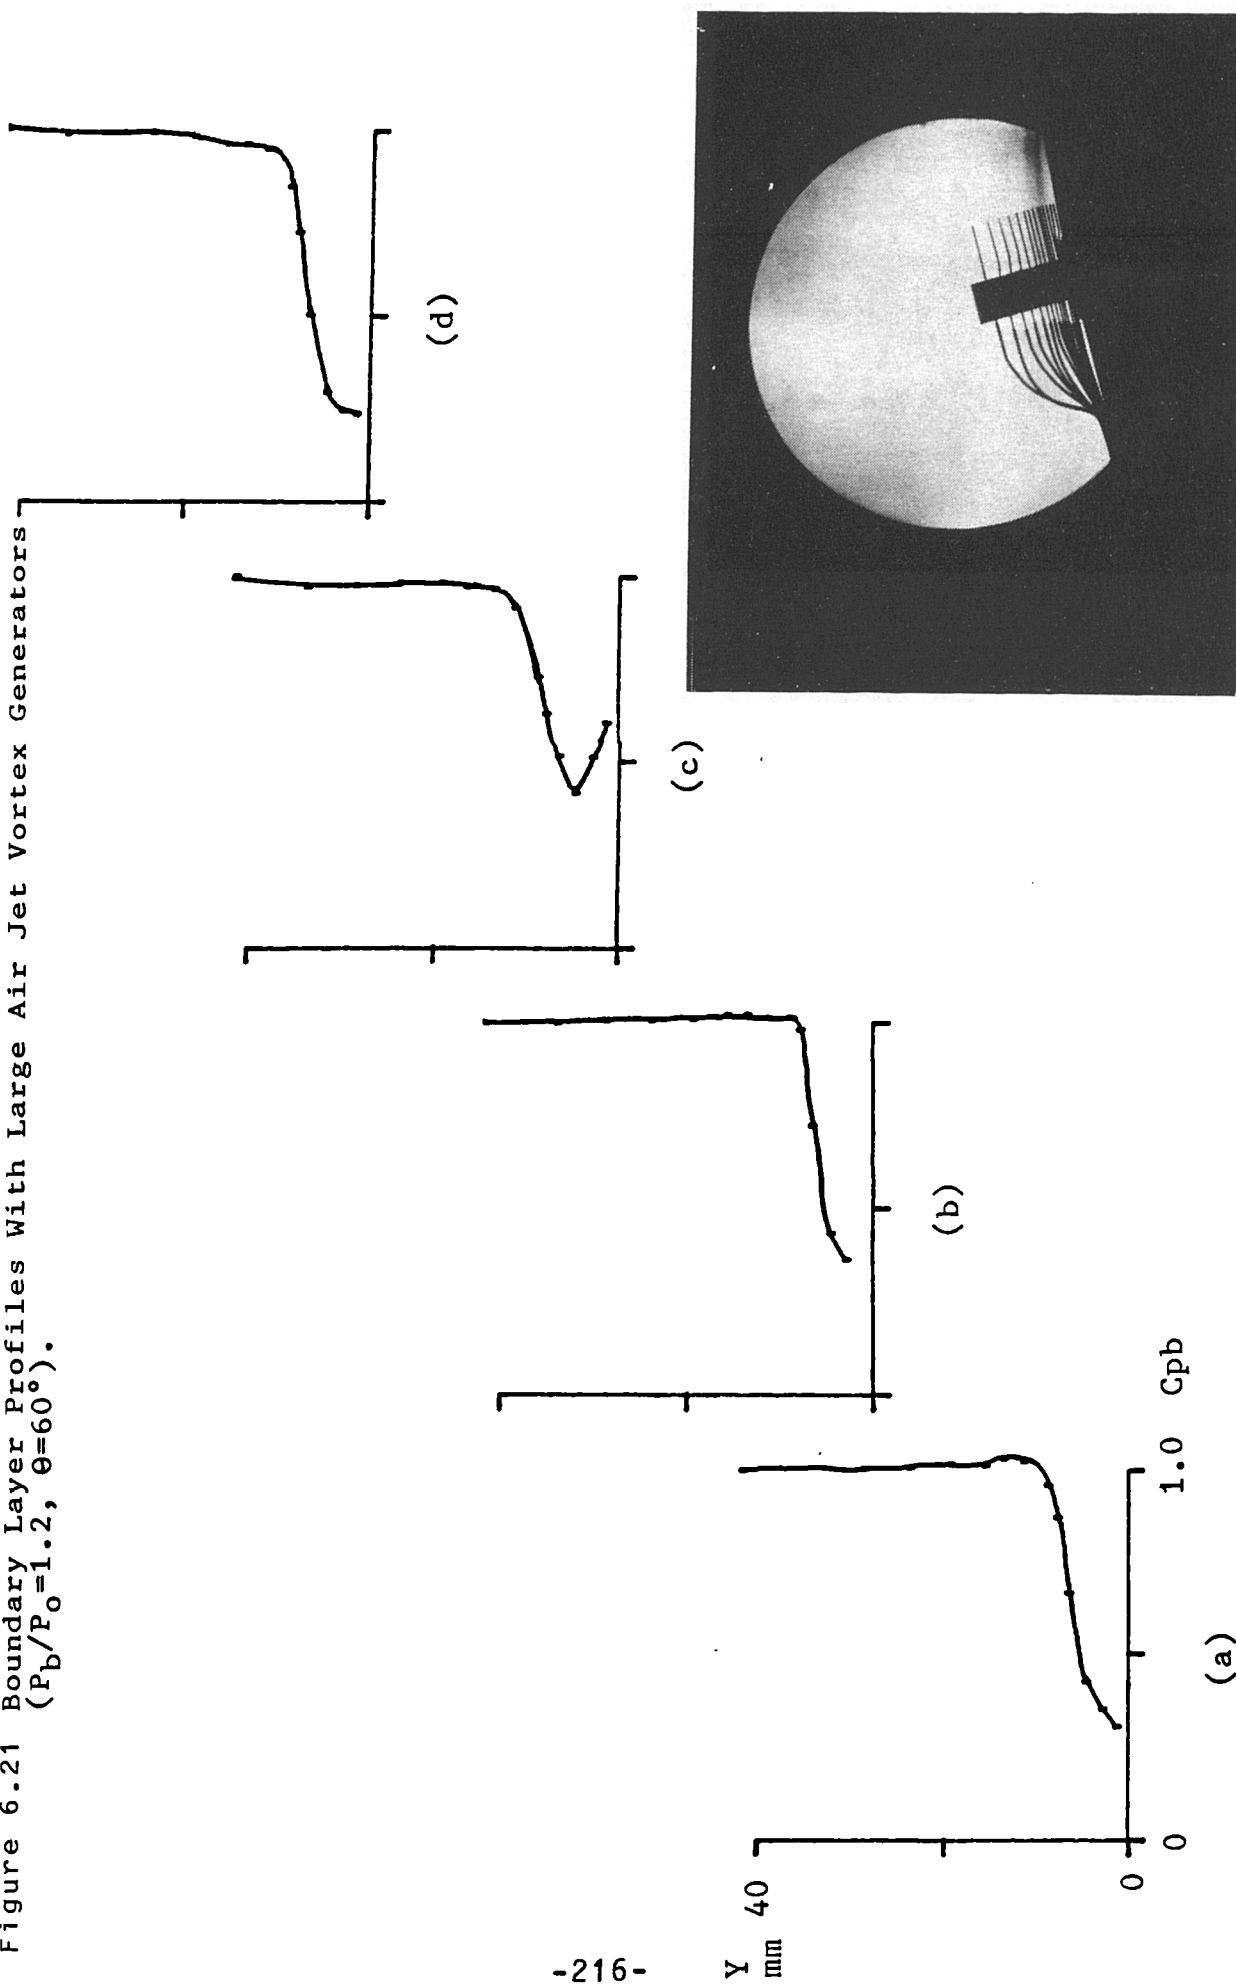 Figure 6.21 Boundary Layer Profiles With Large Air Jet Vortex Generators
(Pb/Po=1.2, θ=60°).
(d)
(c)
(b)
(a)
40
Y
mm
0
0
1.0
Cpb
-216-